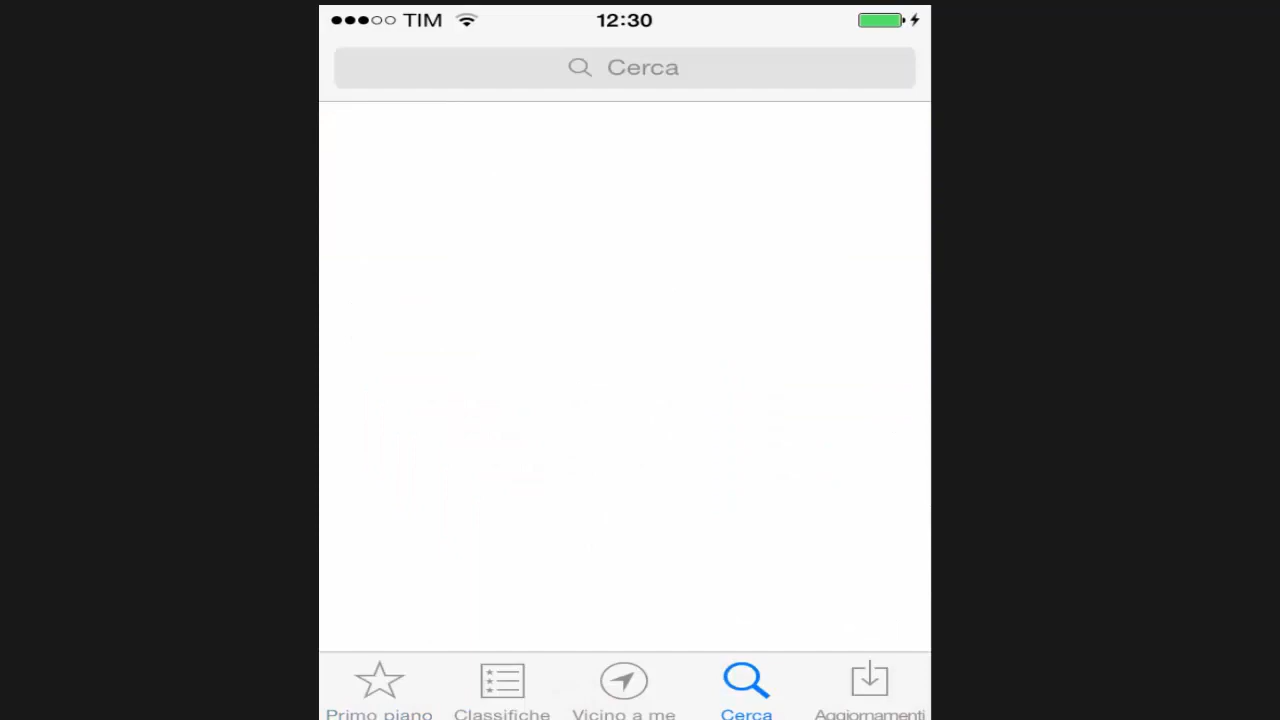 TIM 12:30
Cerca
Primo piano Classifiche Vicino a me Cerca Aggiornamenti